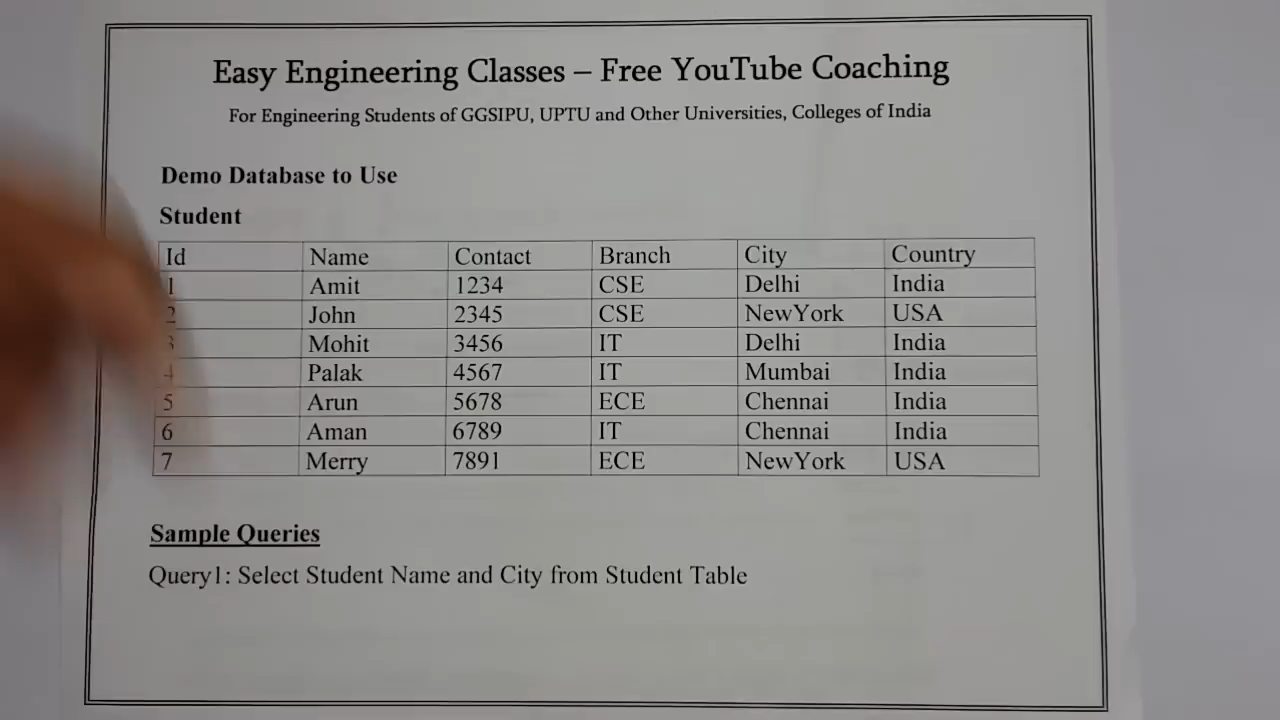 Easy Engineering Classes – Free YouTube Coaching
For Engineering Students of GGSIPU, UPTU and Other Universities, Colleges of India
Demo Database to Use
Student
Id Name Contact Branch City Country
1 Amit 1234 CSE Delhi India
2 John 2345 CSE NewYork USA
3 Mohit 3456 IT Delhi India
4 Palak 4567 IT Mumbai India
5 Arun 5678 ECE Chennai India
6 Aman 6789 IT Chennai India
7 Merry 7891 ECE NewYork USA
Sample Queries
Query1: Select Student Name and City from Student Table